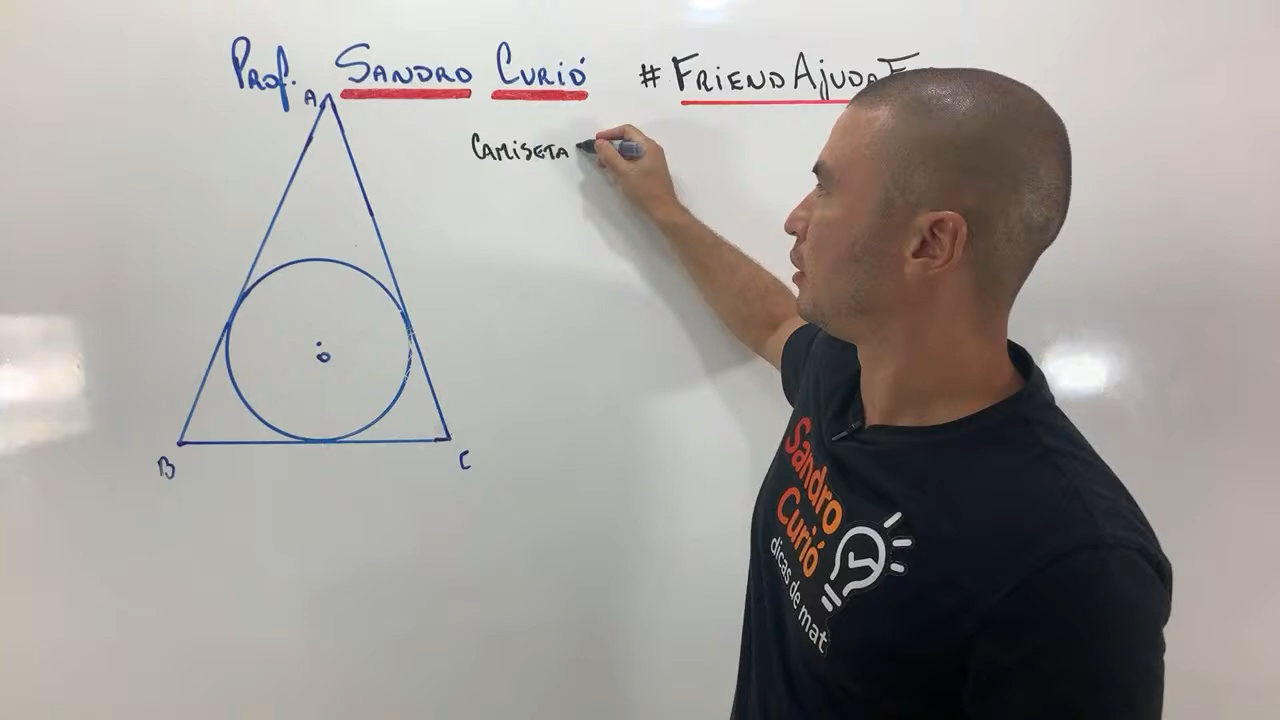 Prof. Sandro Curió #FriendAjuda
A
Camiseta
o
B
C
Sandro
Curió
dicas de mat